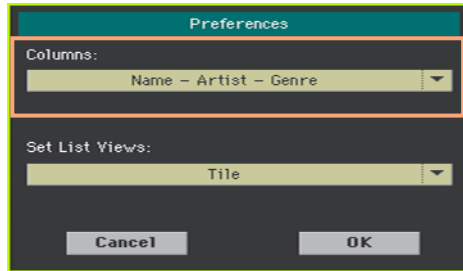 Preferences
Columns:
Name – Artist – Genre
Set List Views:
Tile
Cancel OK